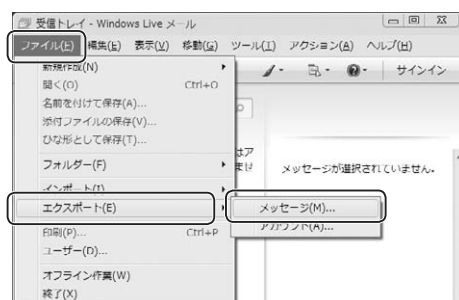 受信トレイ - Windows Live メール
ファイル(F) 編集(E) 表示(V) 移動(G) ツール(T) アクション(A) ヘルプ(H)
新規作成(N)
サインイン
開く(O) Ctrl+O
名前を付けて保存(A)...
添付ファイルの保存(V)...
ひな形として保存(T)...
フォルダー(F)
メッセージが選択されていません。
インポート(I)
エクスポート(E)
メッセージ(M)...
アカウント(A)...
印刷(P)... Ctrl+P
ユーザー(D)...
オフライン作業(W)
終了(X)